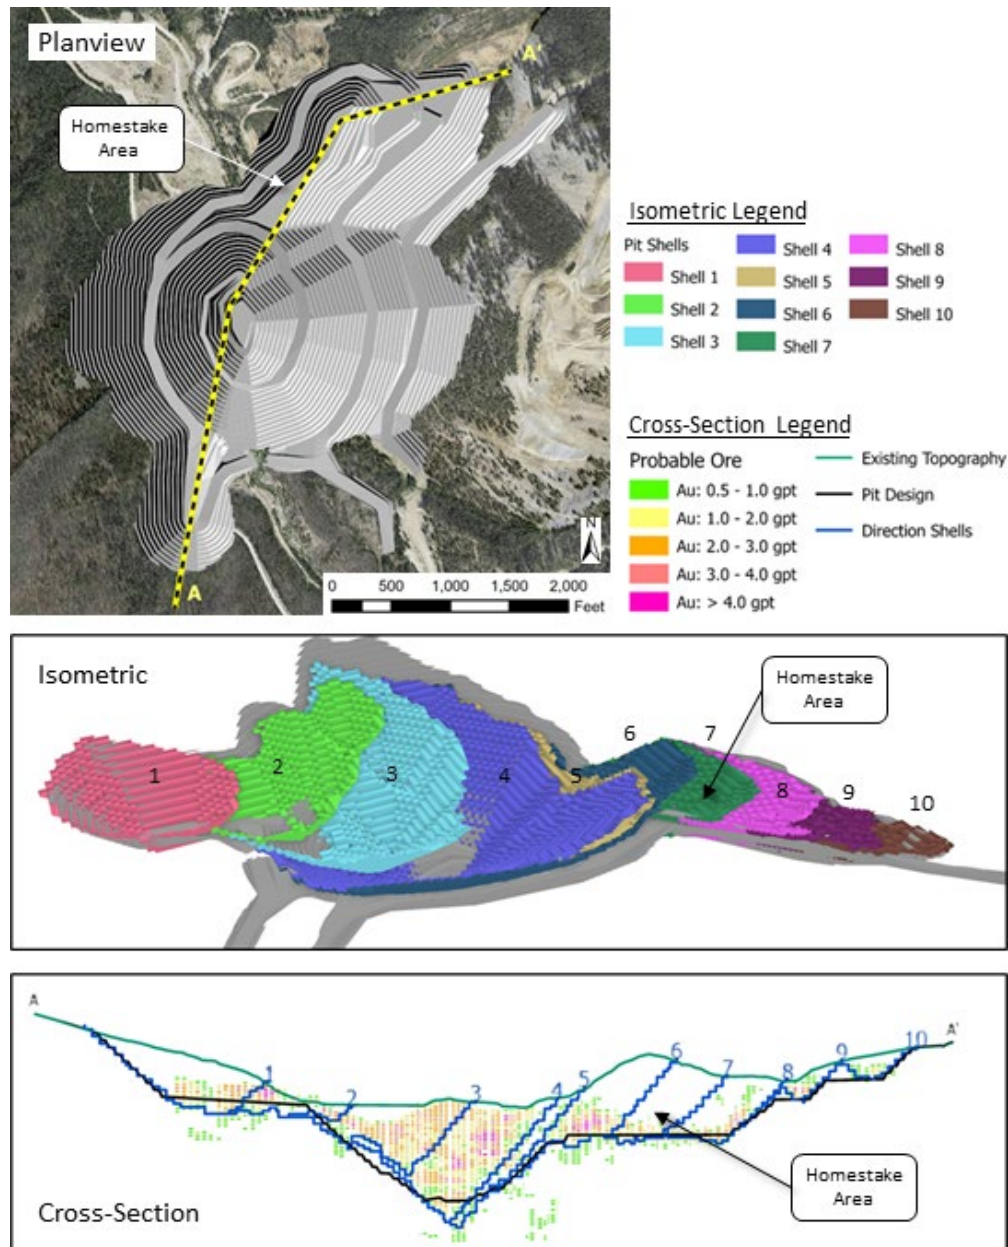 Planview
A'
Homestake
Area
A
N
0 500 1,000 1,500 2,000
Feet
Isometric Legend
Pit Shells
Shell 1
Shell 2
Shell 3
Shell 4
Shell 5
Shell 6
Shell 7
Shell 8
Shell 9
Shell 10
Cross-Section Legend
Probable Ore
Au: 0.5 - 1.0 gpt
Au: 1.0 - 2.0 gpt
Au: 2.0 - 3.0 gpt
Au: 3.0 - 4.0 gpt
Au: > 4.0 gpt
Existing Topography
Pit Design
Direction Shells
Isometric
Homestake
Area
1 2 3 4 5 6 7 8 9 10
A
A'
1 2 3 4 5 6 7 8 9 10
Homestake
Area
Cross-Section